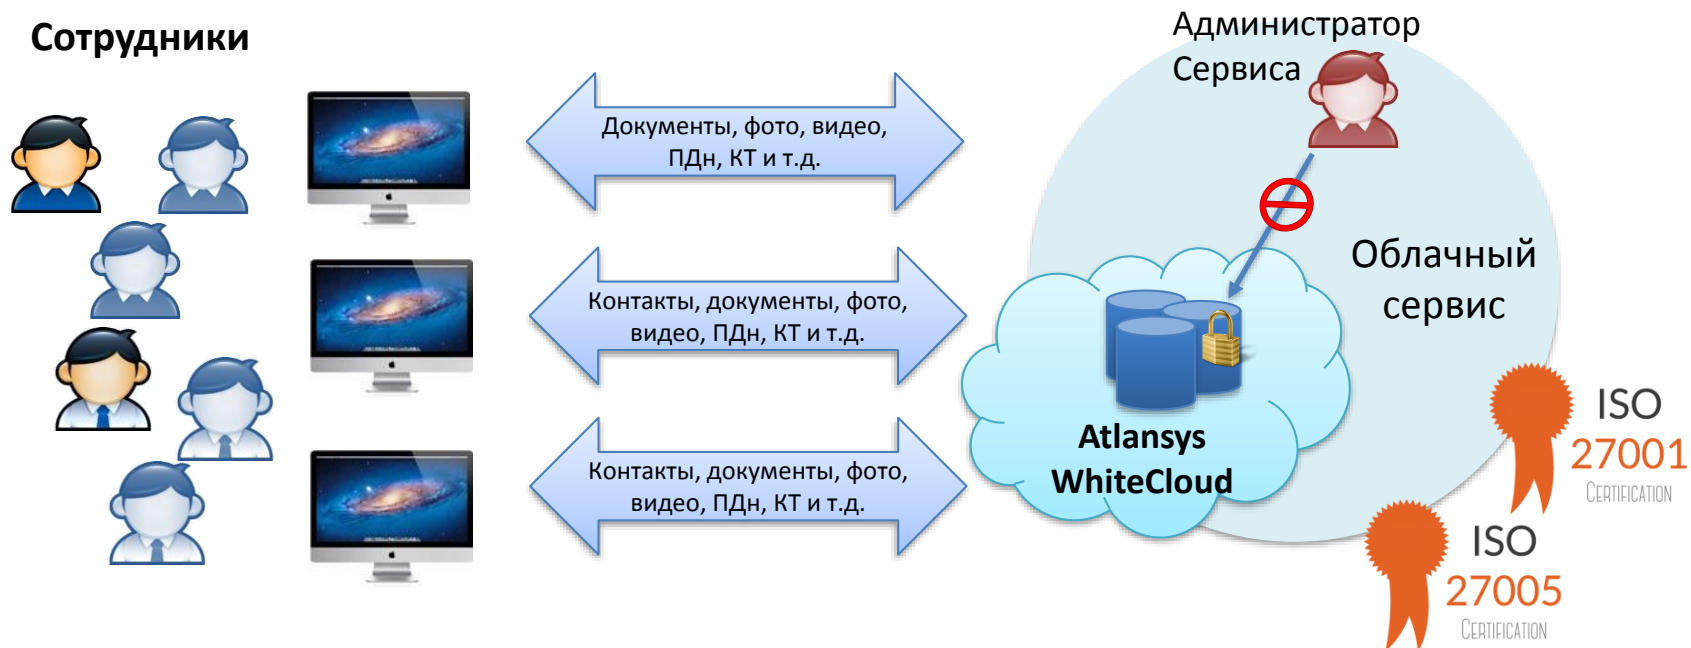 Сотрудники
Администратор
Сервиса
Документы, фото, видео,
ПДн, КТ и т.д.
Контакты, документы, фото,
видео, ПДн, КТ и т.д.
Контакты, документы, фото,
видео, ПДн, КТ и т.д.
Облачный
сервис
Atlansys
WhiteCloud
ISO
27001
CERTIFICATION
ISO
27005
CERTIFICATION